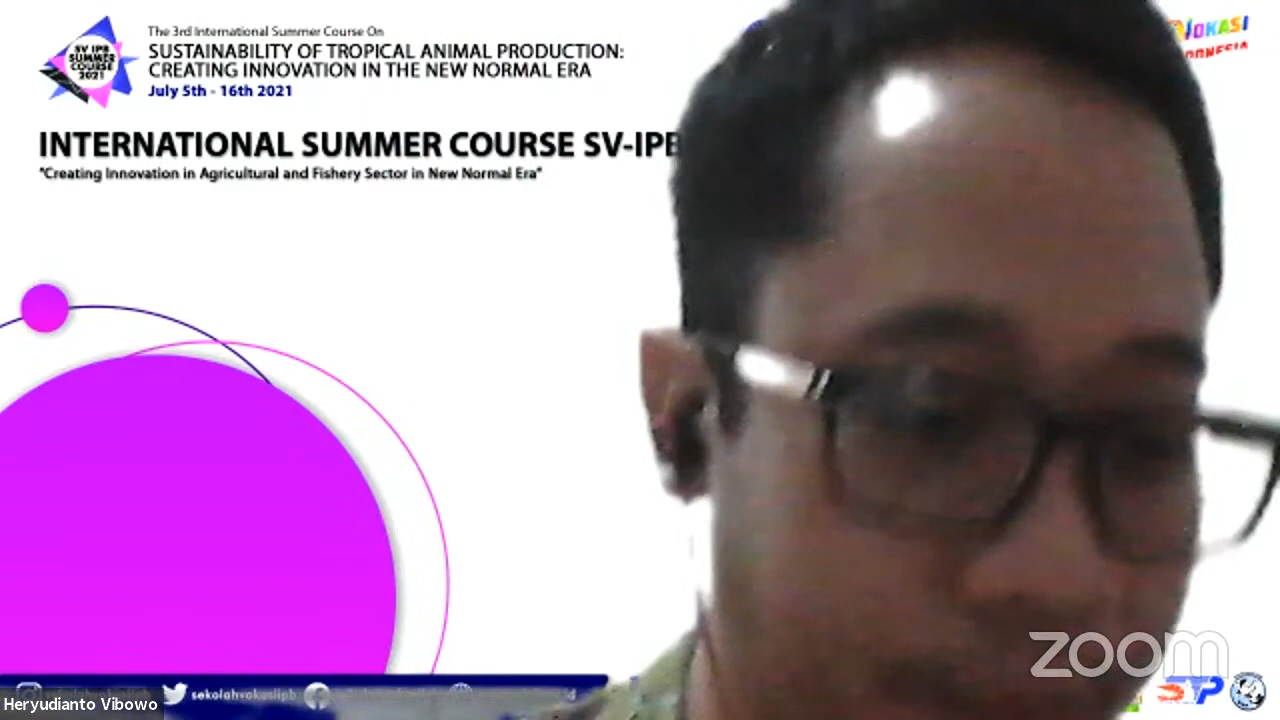 SV IPB
SUMMER
COURSE
2021
The 3rd International Summer Course On
SUSTAINABILITY OF TROPICAL ANIMAL PRODUCTION:
CREATING INNOVATION IN THE NEW NORMAL ERA
July 5th - 16th 2021
INTERNATIONAL SUMMER COURSE SV-IPB
"Creating Innovation in Agricultural and Fishery Sector in New Normal Era"
zoom
sekolahvokasiipb
Heryudianto Vibowo